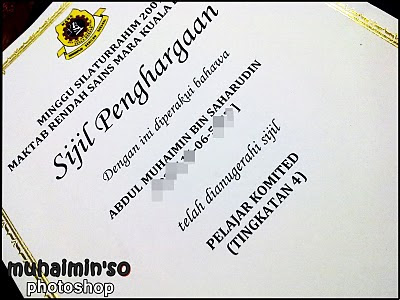 MINGGU SILATURRAHIM 200
MAKTAB RENDAH SAINS MARA KUALA
Sijil Penghargaan
Dengan ini diperakui bahawa
ABDUL MUHAIMIN BIN SAHARUDIN
-06-5 ]
telah dianugerahi sijil
PELAJAR KOMITED
(TINGKATAN 4)
muhaimin'so
photoshop